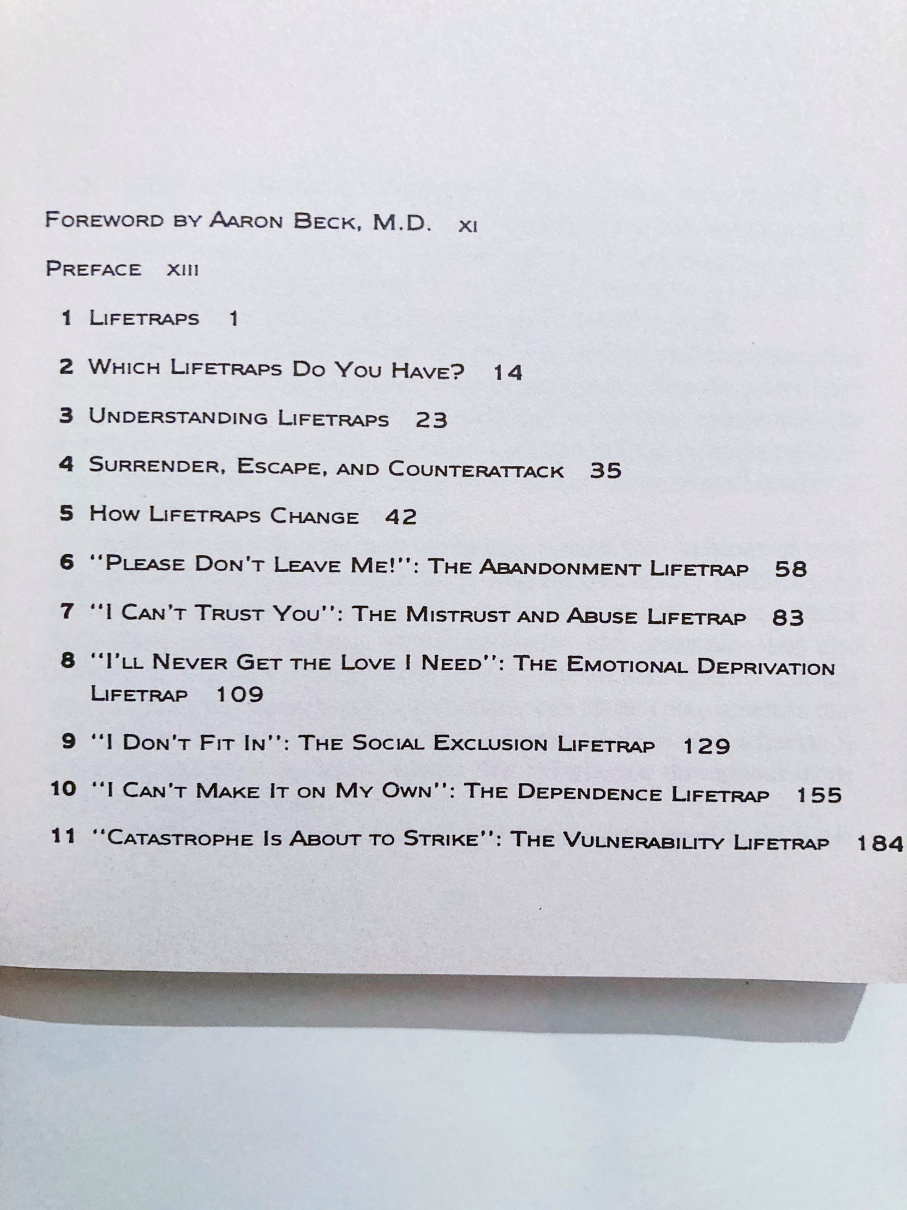 Foreword by Aaron Beck, M.D. xi
Preface xiii
1 Lifetraps 1
2 Which Lifetraps Do You Have? 14
3 Understanding Lifetraps 23
4 Surrender, Escape, and Counterattack 35
5 How Lifetraps Change 42
6 "Please Don't Leave Me!": The Abandonment Lifetrap 58
7 "I Can't Trust You": The Mistrust and Abuse Lifetrap 83
8 "I'll Never Get the Love I Need": The Emotional Deprivation
Lifetrap 109
9 "I Don't Fit In": The Social Exclusion Lifetrap 129
10 "I Can't Make It on My Own": The Dependence Lifetrap 155
11 "Catastrophe Is About to Strike": The Vulnerability Lifetrap 184